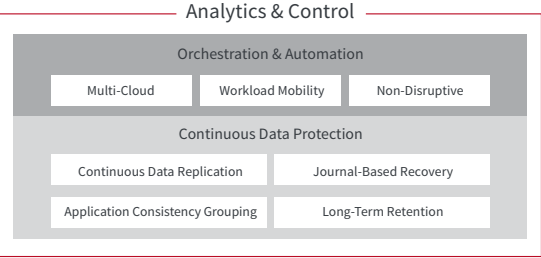 Analytics & Control
Orchestration & Automation
Multi-Cloud
Workload Mobility
Non-Disruptive
Continuous Data Protection
Continuous Data Replication
Journal-Based Recovery
Application Consistency Grouping
Long-Term Retention